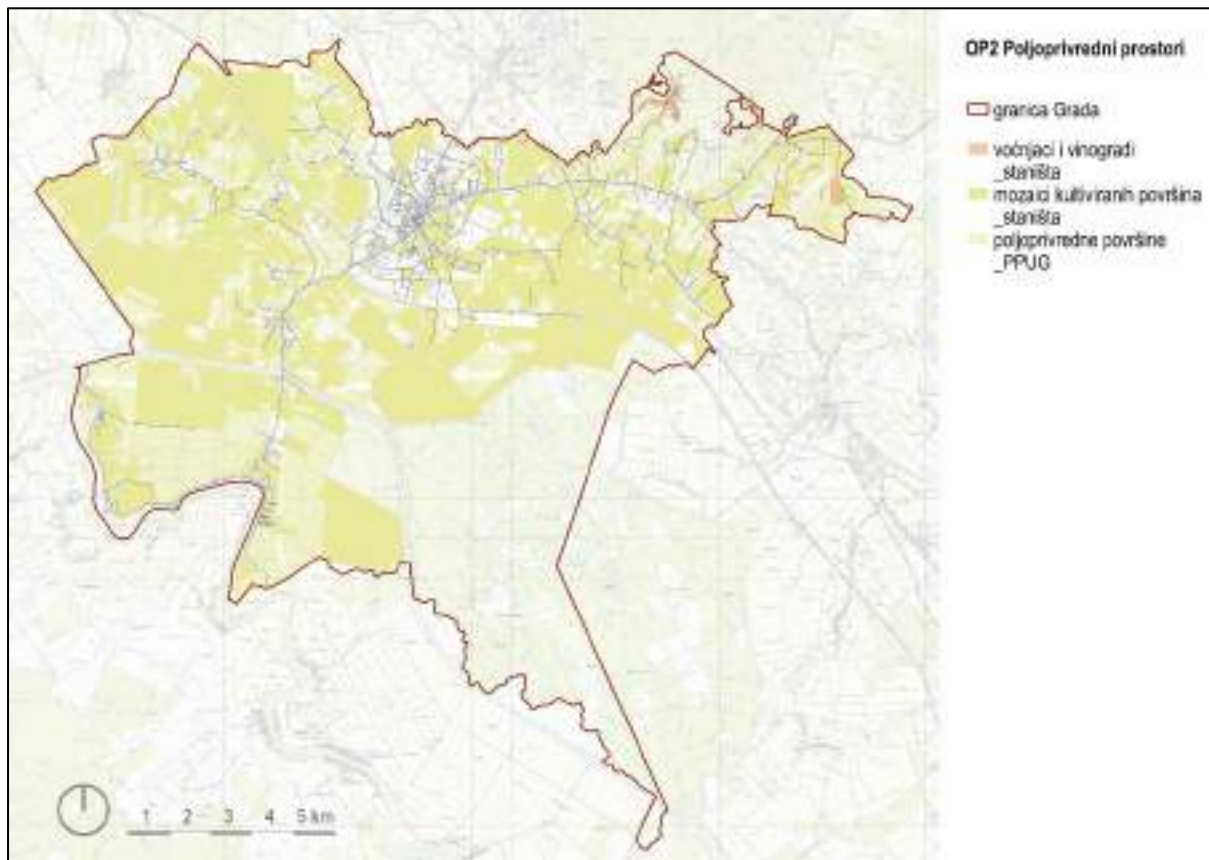 OP2 Poljoprivredni prostori
granica Grada
voćnjaci i vinogradi
_staništa
mozaici kultiviranih površina
_staništa
poljoprivredne površine
_PPUG
1 2 3 4 5 km